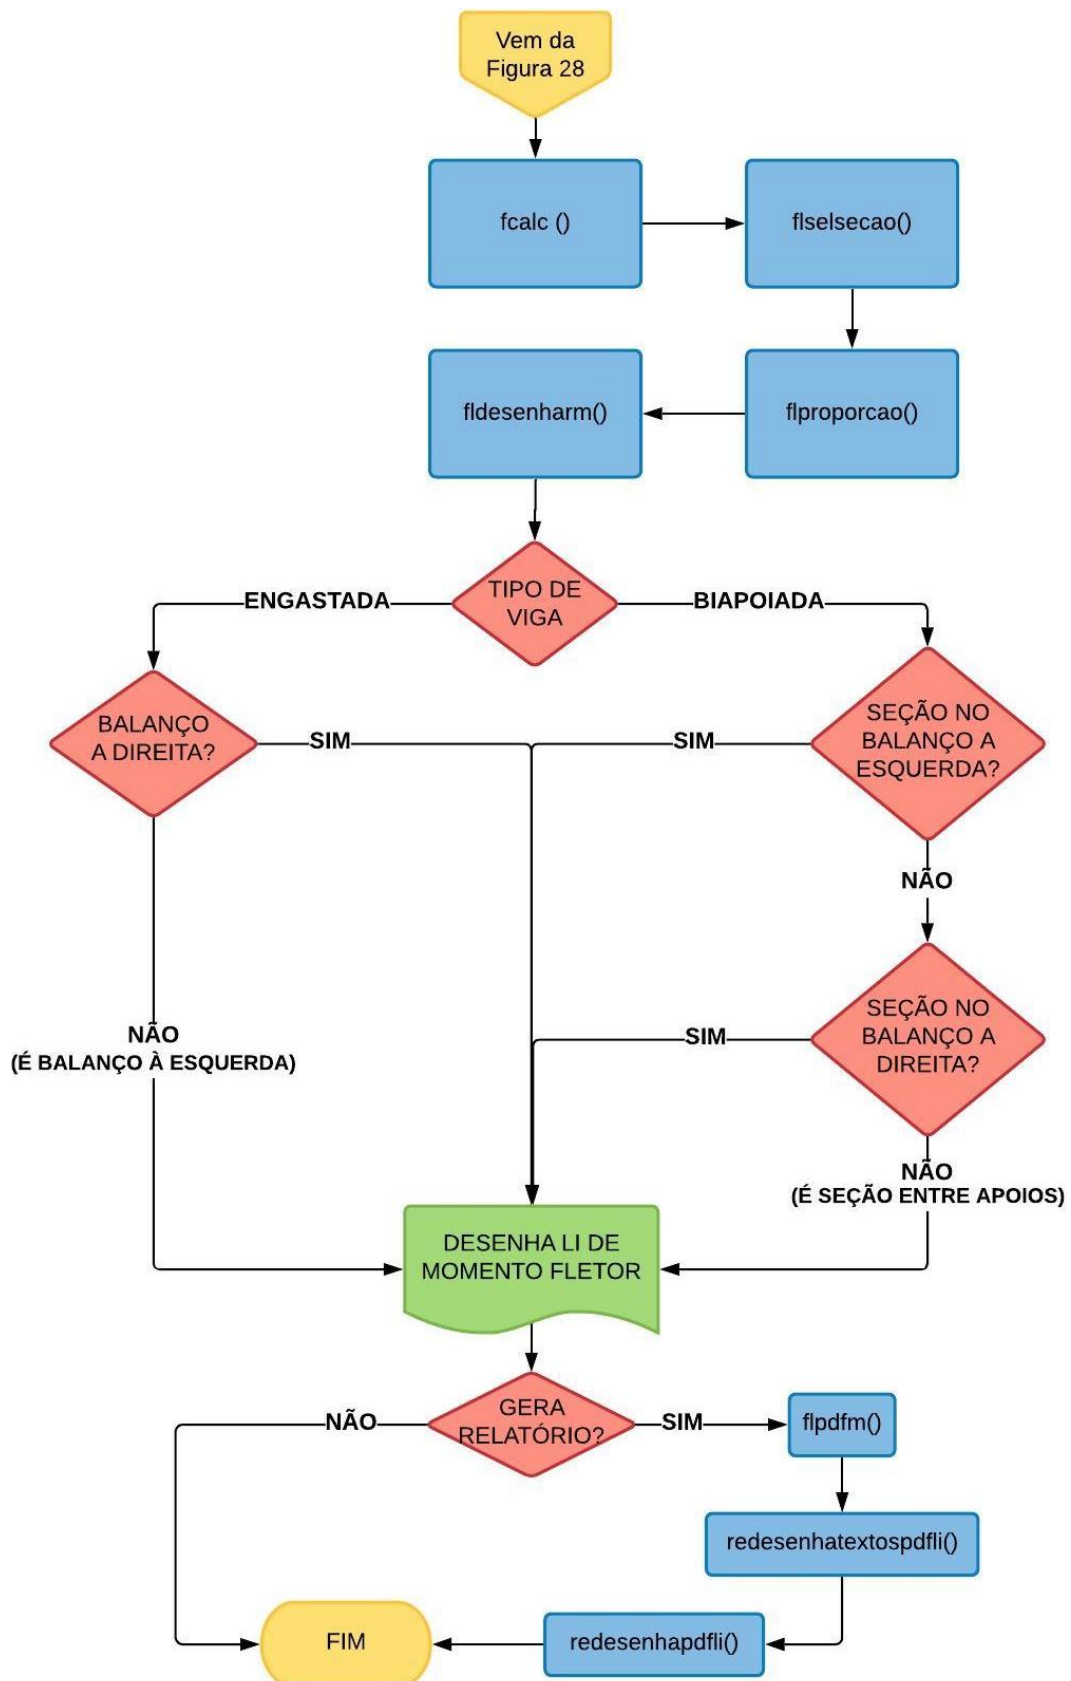 Vem da
Figura 28
fcalc ()
flselsecao()
fldesenharm()
flproporcao()
TIPO DE
VIGA
ENGASTADA
BIAPOIADA
BALANÇO
A DIREITA?
SIM
SIM
SEÇÃO NO
BALANÇO A
ESQUERDA?
NÃO
SEÇÃO NO
BALANÇO A
DIREITA?
SIM
NÃO
(É BALANÇO À ESQUERDA)
NÃO
(É SEÇÃO ENTRE APOIOS)
DESENHA LI DE
MOMENTO FLETOR
GERA
RELATÓRIO?
NÃO
SIM
flpdfm()
redesenhatextospdfli()
redesenhapdfli()
FIM